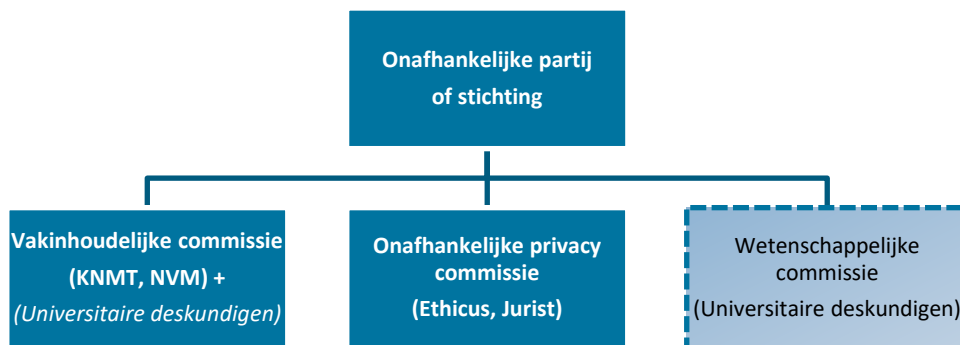 Onafhankelijke partij
of stichting
Vakinhoudelijke commissie
(KNMT, NVM) +
(Universitaire deskundigen)
Onafhankelijke privacy
commissie
(Ethicus, Jurist)
Wetenschappelijke
commissie
(Universitaire deskundigen)